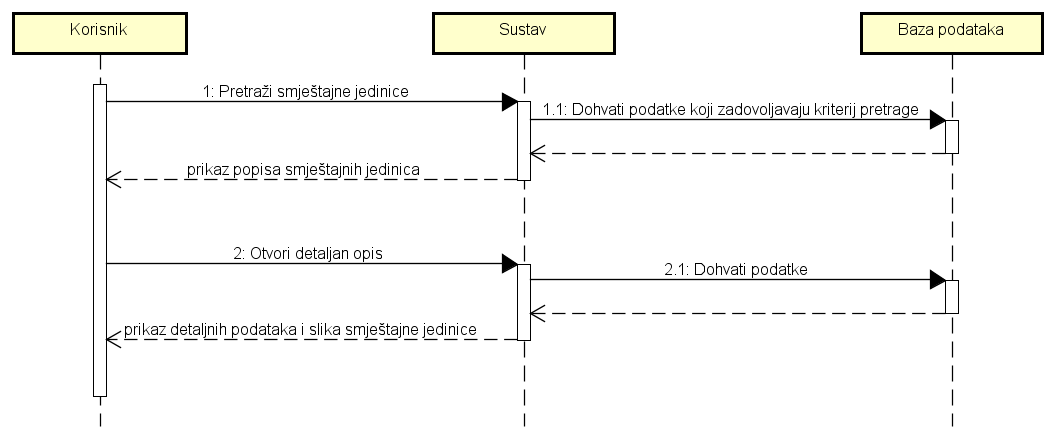 Korisnik
Sustav
Baza podataka
1: Pretraži smještajne jedinice
1.1: Dohvati podatke koji zadovoljavaju kriterij pretrage
prikaz popisa smještajnih jedinica
2: Otvori detaljan opis
2.1: Dohvati podatke
prikaz detaljnih podataka i slika smještajne jedinice